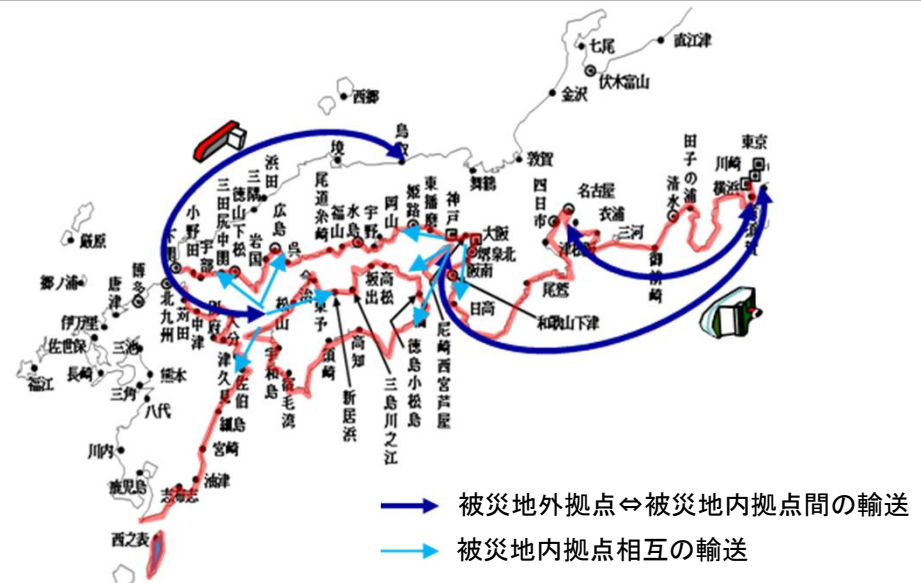 七尾
直江津
伏木富山
金沢
西郷
敦賀
舞鶴
鳥取
境
浜田
三隅
田子の浦
東京
川崎
横浜
清水
名古屋
四日市
衣浦
三河
御前崎
尾鷲
神戸
東播磨
姫路
岡山
宇野
水島
福山
尾道糸崎
呉
広島
岩国
徳山下松
三田尻中関
宇部
小野田
大阪
堺泉北
阪南
和歌山下津
日高
尼崎西宮芦屋
徳島小松島
三島川之江
新居浜
高松
坂出
高知
須崎
東予
今治
松山
宇和島
宿毛湾
厳原
郷ノ浦
博多
唐津
伊万里
佐世保
長崎
福江
北九州
苅田
中津
別府
津久見
佐伯
細島
宮崎
油津
志布志
三池
熊本
三角
八代
川内
鹿児島
西之表
被災地外拠点⇔被災地内拠点間の輸送
被災地内拠点相互の輸送